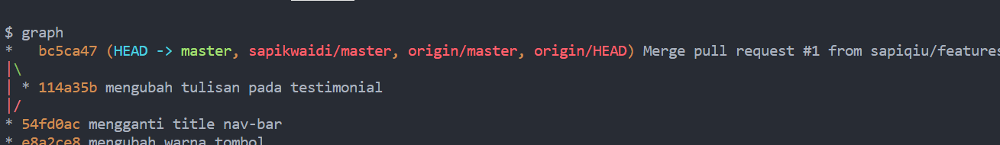 $ graph
*   bc5ca47 (HEAD -> master, sapikwaidi/master, origin/master, origin/HEAD) Merge pull request #1 from sapiqiu/features
|\
| * 114a35b mengubah tulisan pada testimonial
|/
* 54fd0ac mengganti title nav-bar
* e8a2ce8 mengubah warna tombol